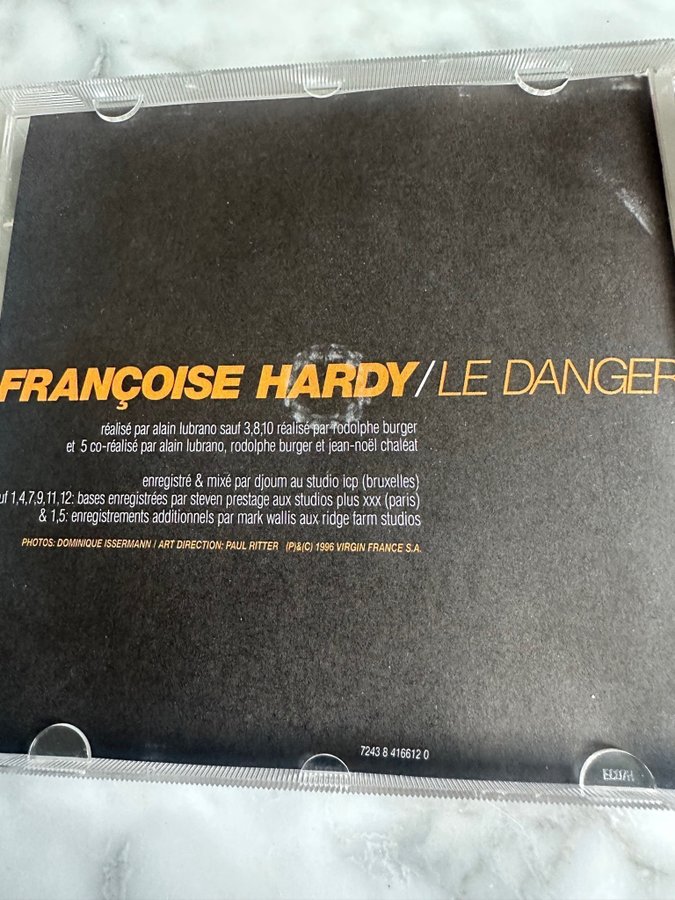 FRANÇOISE HARDY/LE DANGER
réalisé par alain lubrano sauf 3,8,10 réalisé par rodolphe burger
et 5 co-réalisé par alain lubrano, rodolphe burger et jean-noël chaléat
enregistré & mixé par djoum au studio icp (bruxelles)
uf 1,4,7,9,11,12: bases enregistrées par steven prestage aux studios plus xxx (paris)
& 1,5: enregistrements additionnels par mark wallis aux ridge farm studios
PHOTOS: DOMINIQUE ISSERMANN / ART DIRECTION: PAUL RITTER (P)&(C) 1996 VIRGIN FRANCE S.A.
7243 8 416612 0